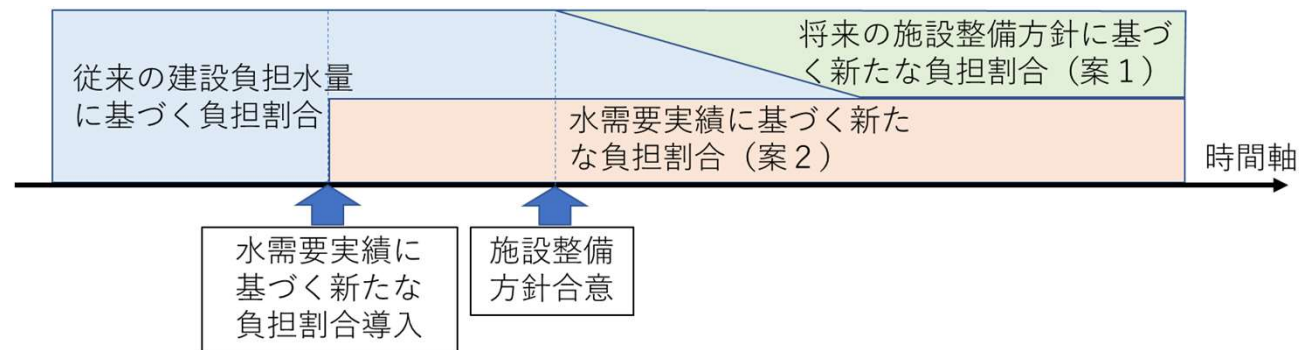 従来の建設負担水量
に基づく負担割合
将来の施設整備方針に基づ
く新たな負担割合（案１）
水需要実績に基づく新た
な負担割合（案２）
時間軸
水需要実績に
基づく新たな
負担割合導入
施設整備
方針合意